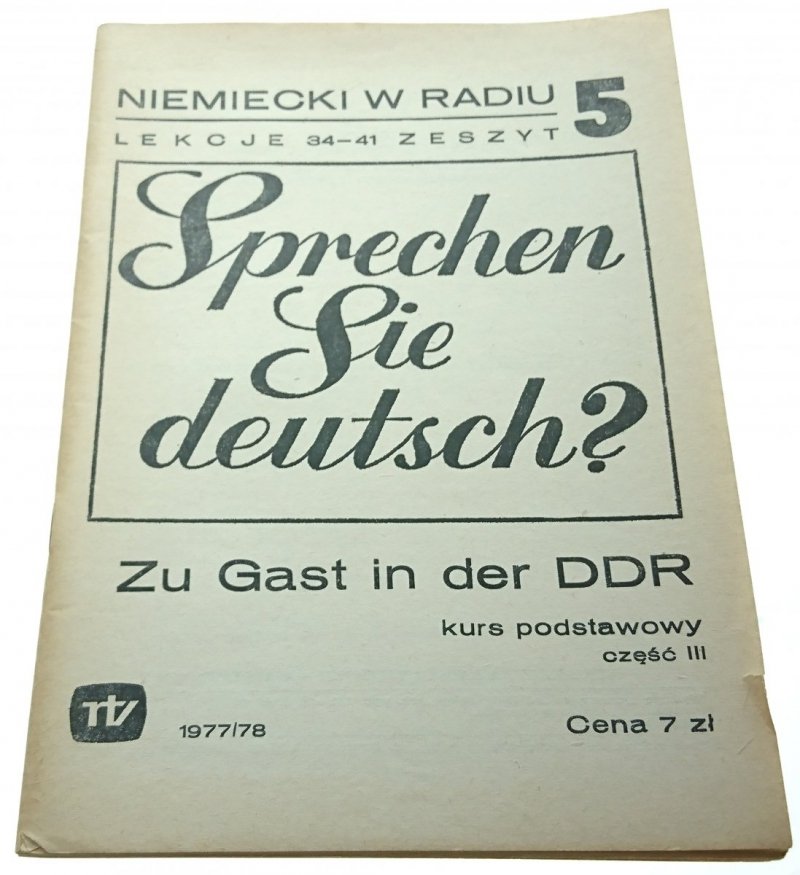 NIEMIECKI W RADIU 5
LEKCJE 34-41 ZESZYT
Sprechen
Sie
deutsch?
Zu Gast in der DDR
kurs podstawowy
część III
rtv 1977/78 Cena 7 zł